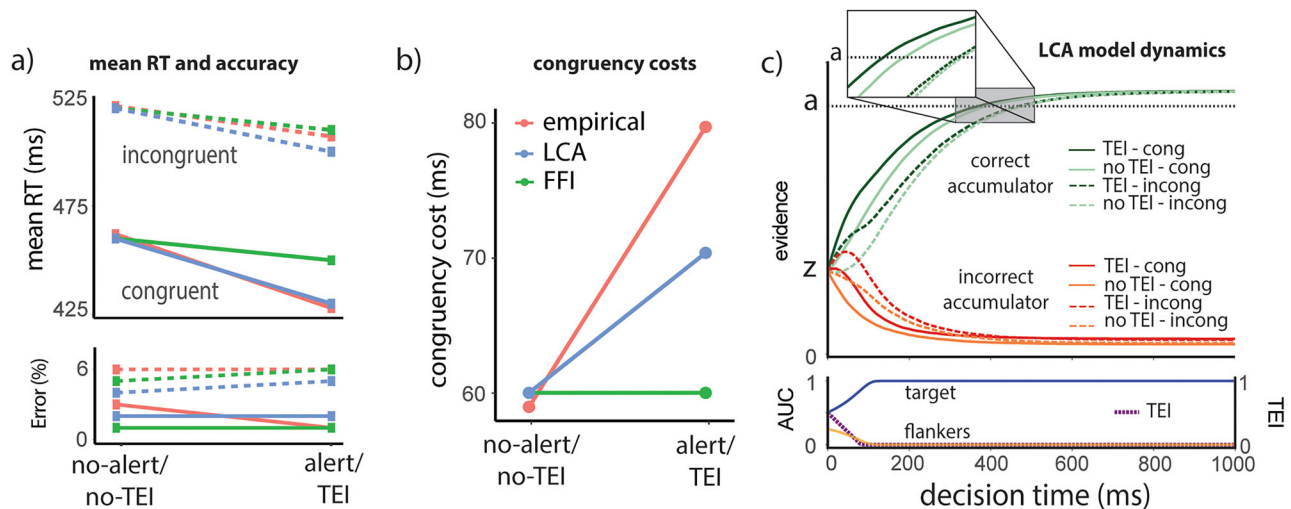 a)
mean RT and accuracy
525
475
425
mean RT (ms)
incongruent
congruent
6
3
0
Error (%)
no-alert/
no-TEI
alert/
TEI
b)
congruency costs
80
70
60
congruency cost (ms)
empirical
LCA
FFI
no-alert/
no-TEI
alert/
TEI
c)
LCA model dynamics
a
a
z
0
evidence
correct
accumulator
TEI - cong
no TEI - cong
TEI - incong
no TEI - incong
incorrect
accumulator
TEI - cong
no TEI - cong
TEI - incong
no TEI - incong
1
0
AUC
target
flankers
TEI
1
0
TEI
0
200
400
600
800
1000
decision time (ms)